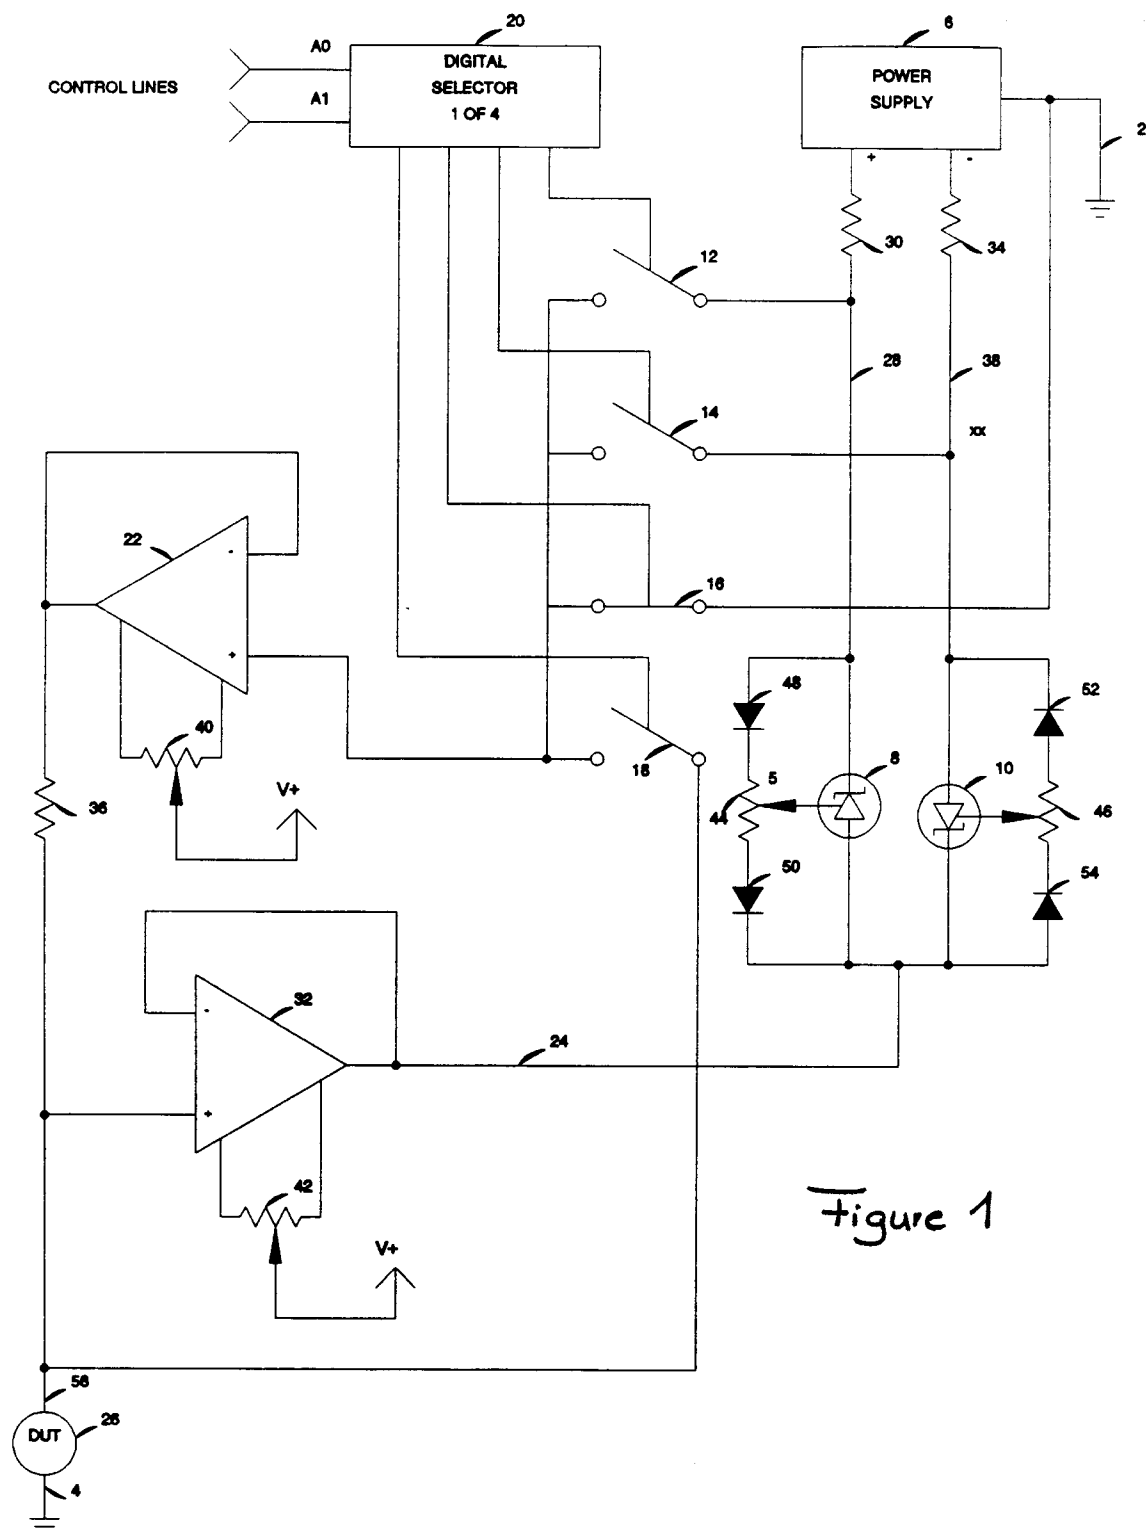 20
6
A0
DIGITAL
SELECTOR
1 OF 4
POWER
SUPPLY
CONTROL LINES
A1
2
+
-
30
34
12
28
38
14
xx
22
-
16
+
48
52
40
18
8
10
5
V+
36
44
46
50
54
32
-
24
+
42
Figure 1
V+
56
DUT
26
4